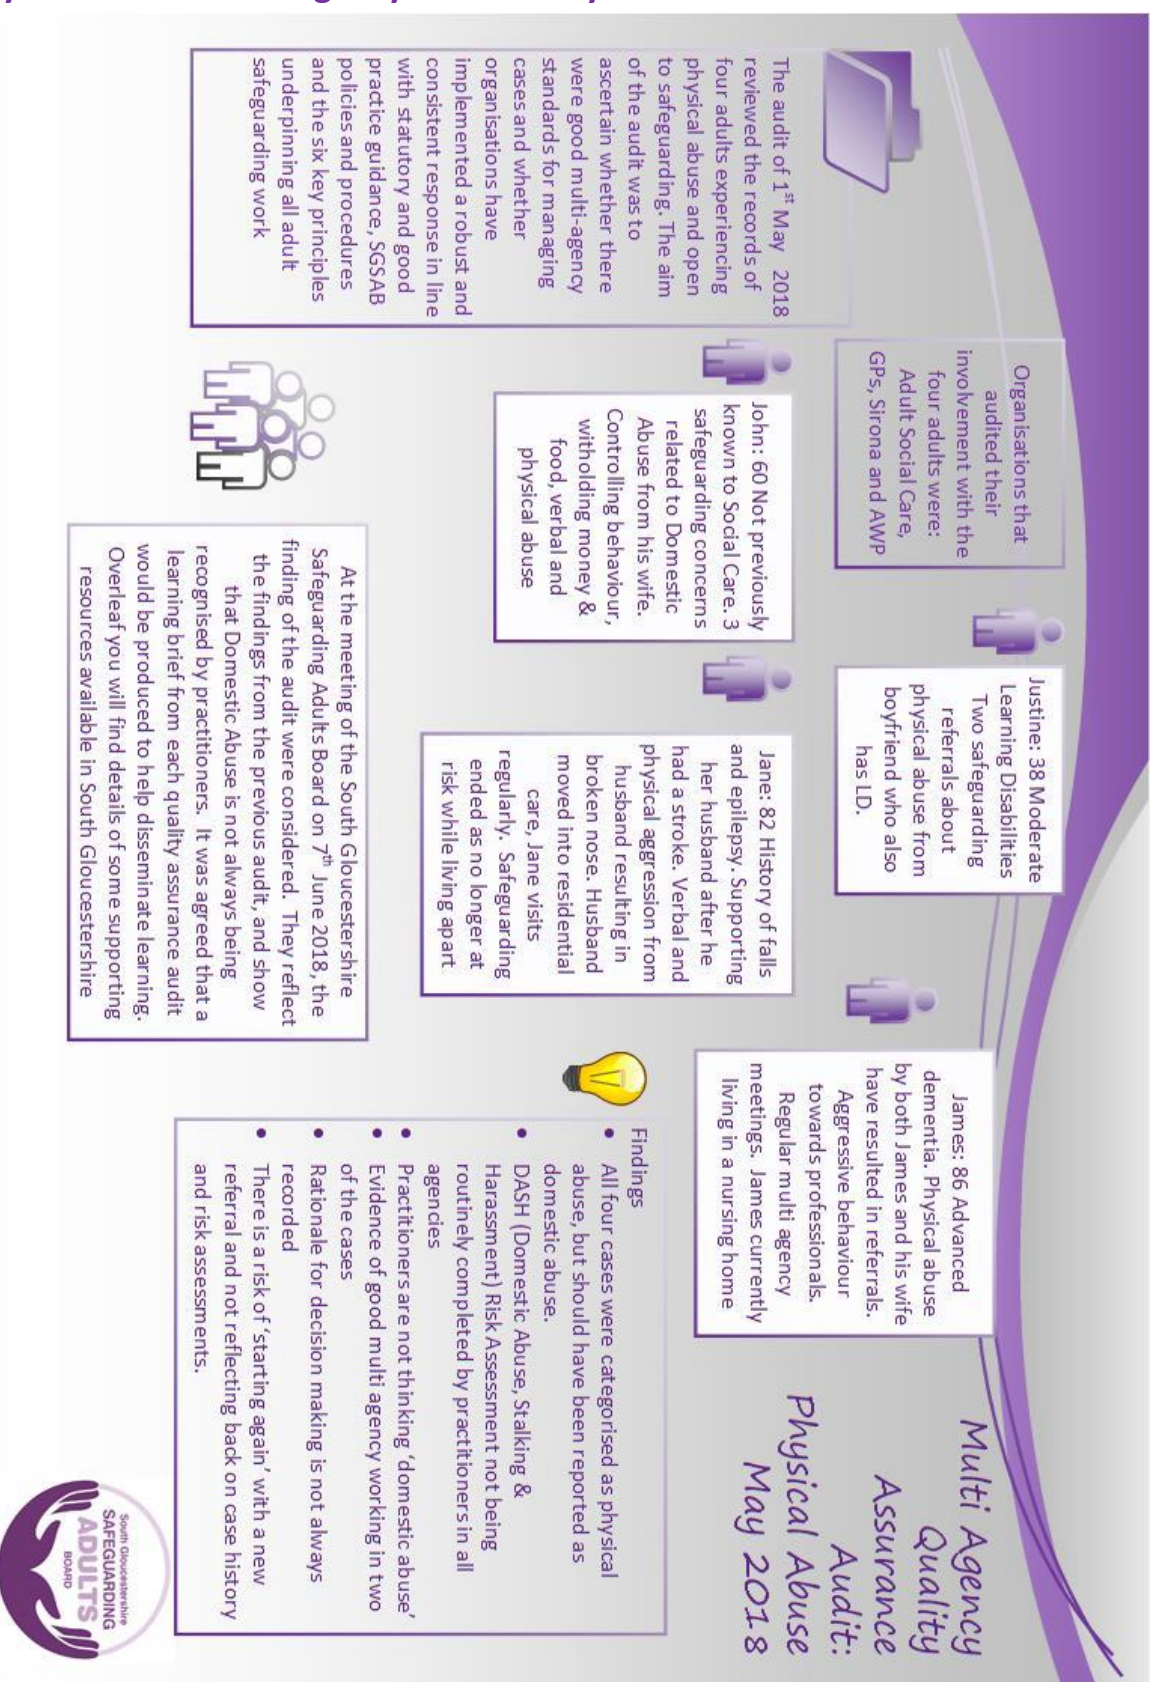 Multi Agency
Quality
Assurance
Audit:
Physical Abuse
May 2018
Organisations that
audited their
involvement with the
four adults were:
Adult Social Care,
GPs, Sirona and AWP
The audit of 1st May 2018
reviewed the records of
four adults experiencing
physical abuse and open
to safeguarding. The aim
of the audit was to
ascertain whether there
were good multi-agency
standards for managing
cases and whether
organisations have
implemented a robust and
consistent response in line
with statutory and good
practice guidance, SGSAB
policies and procedures
and the six key principles
underpinning all adult
safeguarding work
Justine: 38 Moderate
Learning Disabilities
Two safeguarding
referrals about
physical abuse from
boyfriend who also
has LD.
John: 60 Not previously
known to Social Care. 3
safeguarding concerns
related to Domestic
Abuse from his wife.
Controlling behaviour,
witholding money &
food, verbal and
physical abuse
Jane: 82 History of falls
and epilepsy. Supporting
her husband after he
had a stroke. Verbal and
physical aggression from
husband resulting in
broken nose. Husband
moved into residential
care, Jane visits
regularly. Safeguarding
ended as no longer at
risk while living apart
James: 86 Advanced
dementia. Physical abuse
by both James and his wife
have resulted in referrals.
Aggressive behaviour
towards professionals.
Regular multi agency
meetings. James currently
living in a nursing home
At the meeting of the South Gloucestershire
Safeguarding Adults Board on 7th June 2018, the
finding of the audit were considered. They reflect
the findings from the previous audit, and show
that Domestic Abuse is not always being
recognised by practitioners. It was agreed that a
learning brief from each quality assurance audit
would be produced to help disseminate learning.
Overleaf you will find details of some supporting
resources available in South Gloucestershire
Findings
• All four cases were categorised as physical
abuse, but should have been reported as
domestic abuse.
• DASH (Domestic Abuse, Stalking &
Harassment) Risk Assessment not being
routinely completed by practitioners in all
agencies
• Practitioners are not thinking ‘domestic abuse’
• Evidence of good multi agency working in two
of the cases
• Rationale for decision making is not always
recorded
• There is a risk of ‘starting again’ with a new
referral and not reflecting back on case history
and risk assessments.
South Gloucestershire
SAFEGUARDING
ADULTS
BOARD